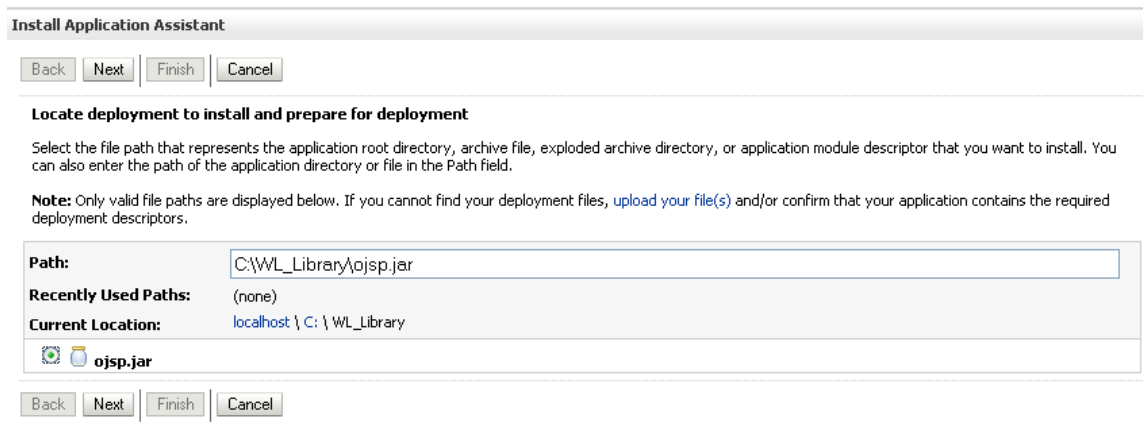 Install Application Assistant
Back Next Finish Cancel
Locate deployment to install and prepare for deployment
Select the file path that represents the application root directory, archive file, exploded archive directory, or application module descriptor that you want to install. You
can also enter the path of the application directory or file in the Path field.
Note: Only valid file paths are displayed below. If you cannot find your deployment files, upload your file(s) and/or confirm that your application contains the required
deployment descriptors.
Path: C:\WL_Library\ojsp.jar
Recently Used Paths: (none)
Current Location: localhost \ C: \ WL_Library
ojsp.jar
Back Next Finish Cancel